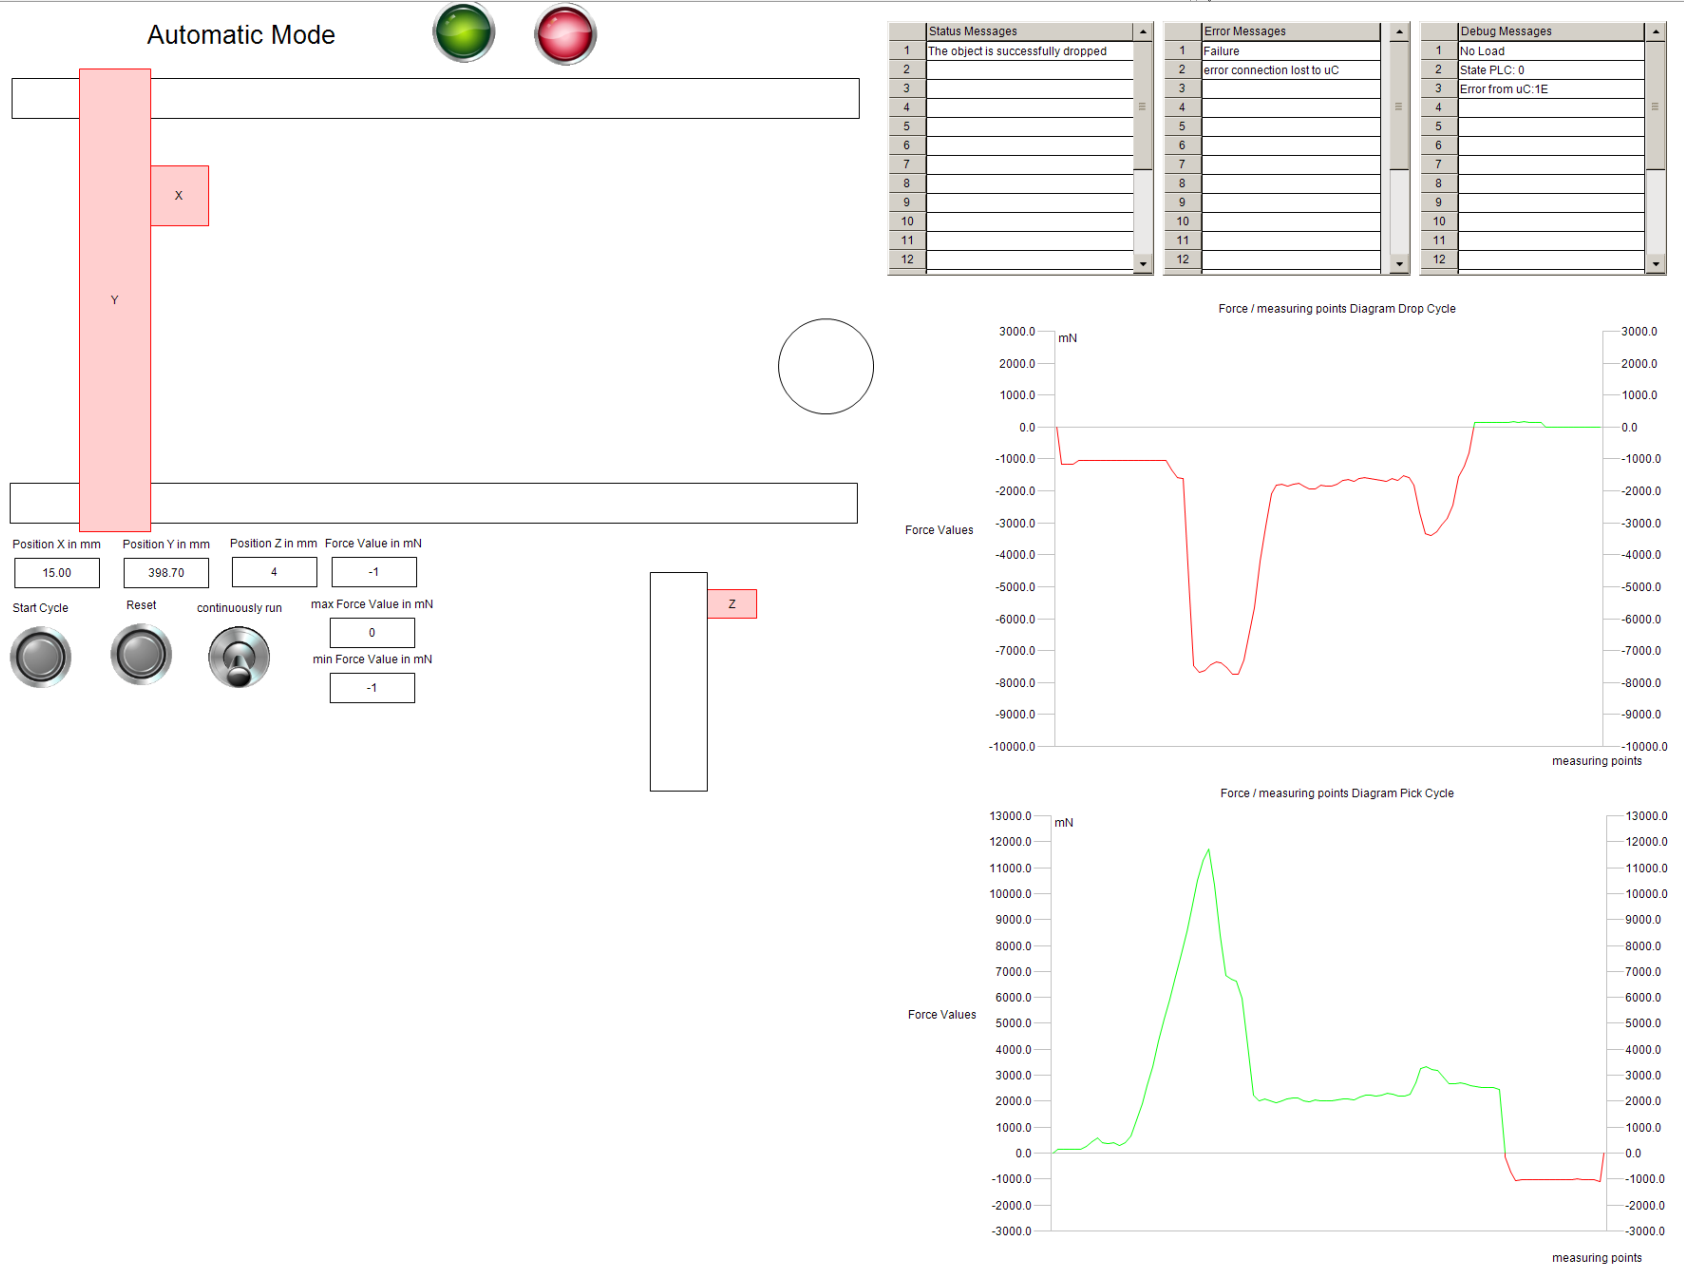 Automatic Mode
X
Y
Position X in mm
Position Y in mm
Position Z in mm
Force Value in mN
15.00
398.70
4
-1
Start Cycle
Reset
continuously run
max Force Value in mN
0
min Force Value in mN
-1
Z
Status Messages
1 The object is successfully dropped
2
3
4
5
6
7
8
9
10
11
12
Error Messages
1 Failure
2 error connection lost to uC
3
4
5
6
7
8
9
10
11
12
Debug Messages
1 No Load
2 State PLC: 0
3 Error from uC:1E
4
5
6
7
8
9
10
11
12
Force / measuring points Diagram Drop Cycle
mN
3000.0 3000.0
2000.0 2000.0
1000.0 1000.0
0.0 0.0
-1000.0 -1000.0
-2000.0 -2000.0
-3000.0 -3000.0
Force Values
-4000.0 -4000.0
-5000.0 -5000.0
-6000.0 -6000.0
-7000.0 -7000.0
-8000.0 -8000.0
-9000.0 -9000.0
-10000.0 -10000.0
measuring points
Force / measuring points Diagram Pick Cycle
13000.0 13000.0
mN
12000.0 12000.0
11000.0 11000.0
10000.0 10000.0
9000.0 9000.0
8000.0 8000.0
7000.0 7000.0
6000.0 6000.0
Force Values
5000.0 5000.0
4000.0 4000.0
3000.0 3000.0
2000.0 2000.0
1000.0 1000.0
0.0 0.0
-1000.0 -1000.0
-2000.0 -2000.0
-3000.0 -3000.0
measuring points